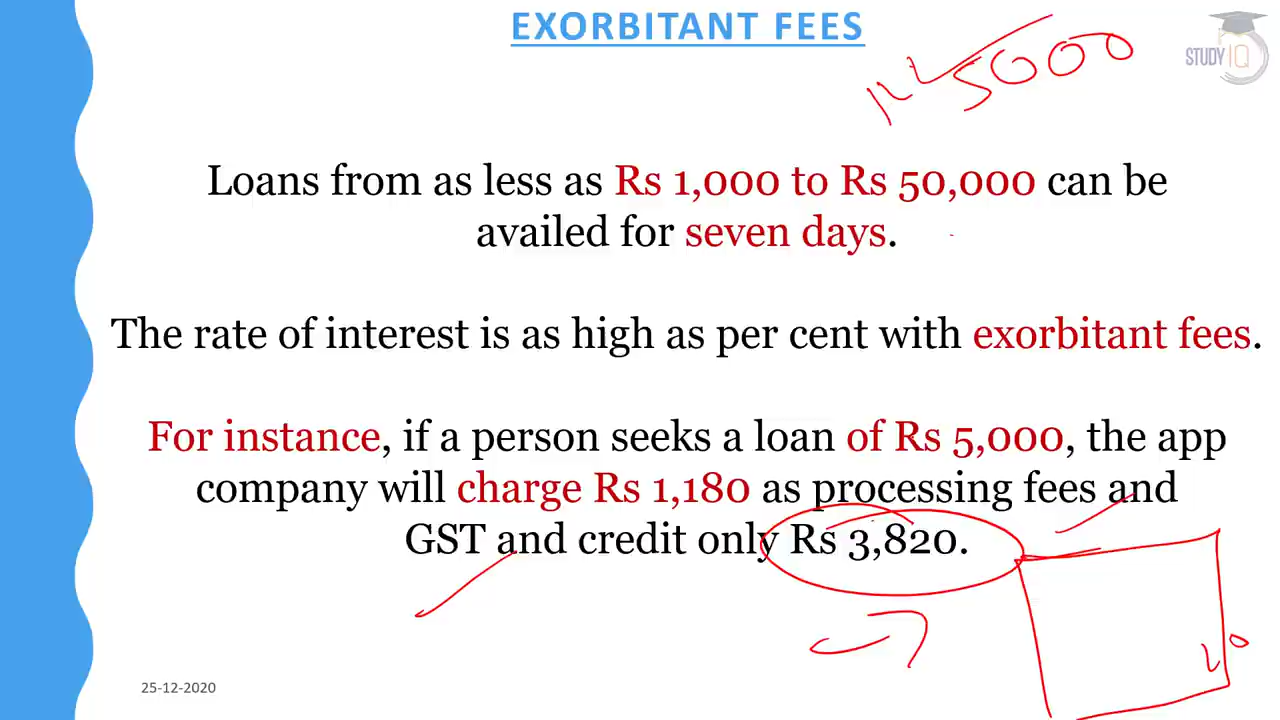 EXORBITANT FEES
5000
STUDY IQ
Loans from as less as Rs 1,000 to Rs 50,000 can be
availed for seven days.
The rate of interest is as high as per cent with exorbitant fees.
For instance, if a person seeks a loan of Rs 5,000, the app
company will charge Rs 1,180 as processing fees and
GST and credit only Rs 3,820.
25-12-2020